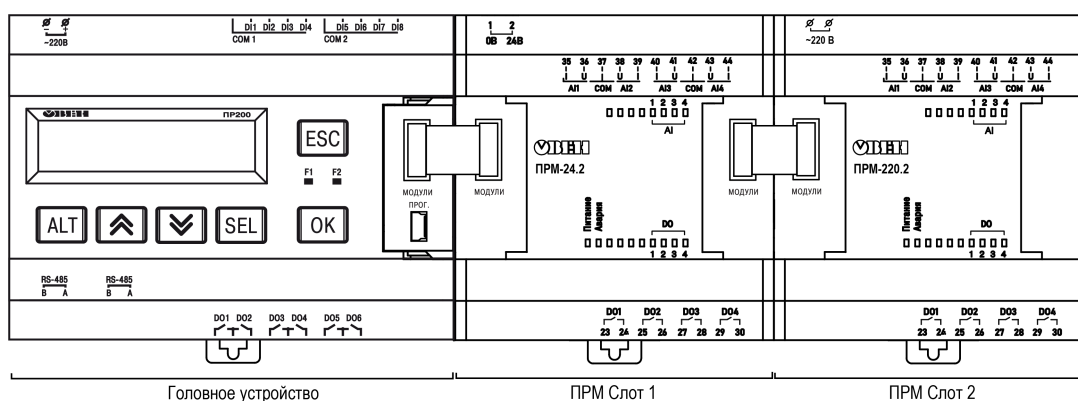 ~220В
DI1 DI2 DI3 DI4 DI5 DI6 DI7 DI8
COM 1 COM 2
1 2
0В 24В
~220 В
35 36 37 38 39 40 41 42 43 44
U U U U
AI1 COM AI2 AI3 COM AI4
35 36 37 38 39 40 41 42 43 44
U U U U
AI1 COM AI2 AI3 COM AI4
ОВЕН ПР200
ESC
F1 F2
ALT SEL OK
МОДУЛИ
ПРОГ.
МОДУЛИ
1 2 3 4
AI
ОВЕН
ПРМ-24.2
Питание
Авария
DO
1 2 3 4
МОДУЛИ
МОДУЛИ
1 2 3 4
AI
ОВЕН
ПРМ-220.2
Питание
Авария
DO
1 2 3 4
RS-485 RS-485
B A B A
DO1 DO2 DO3 DO4 DO5 DO6
DO1 DO2 DO3 DO4
23 24 25 26 27 28 29 30
DO1 DO2 DO3 DO4
23 24 25 26 27 28 29 30
Головное устройство
ПРМ Слот 1
ПРМ Слот 2